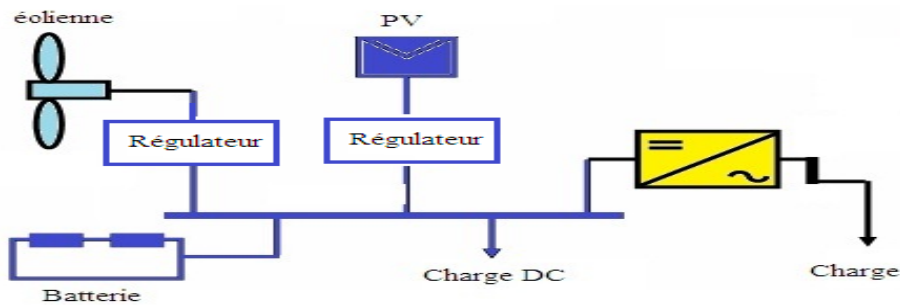 éolienne
PV
Régulateur
Régulateur
Charge DC
Charge
Batterie